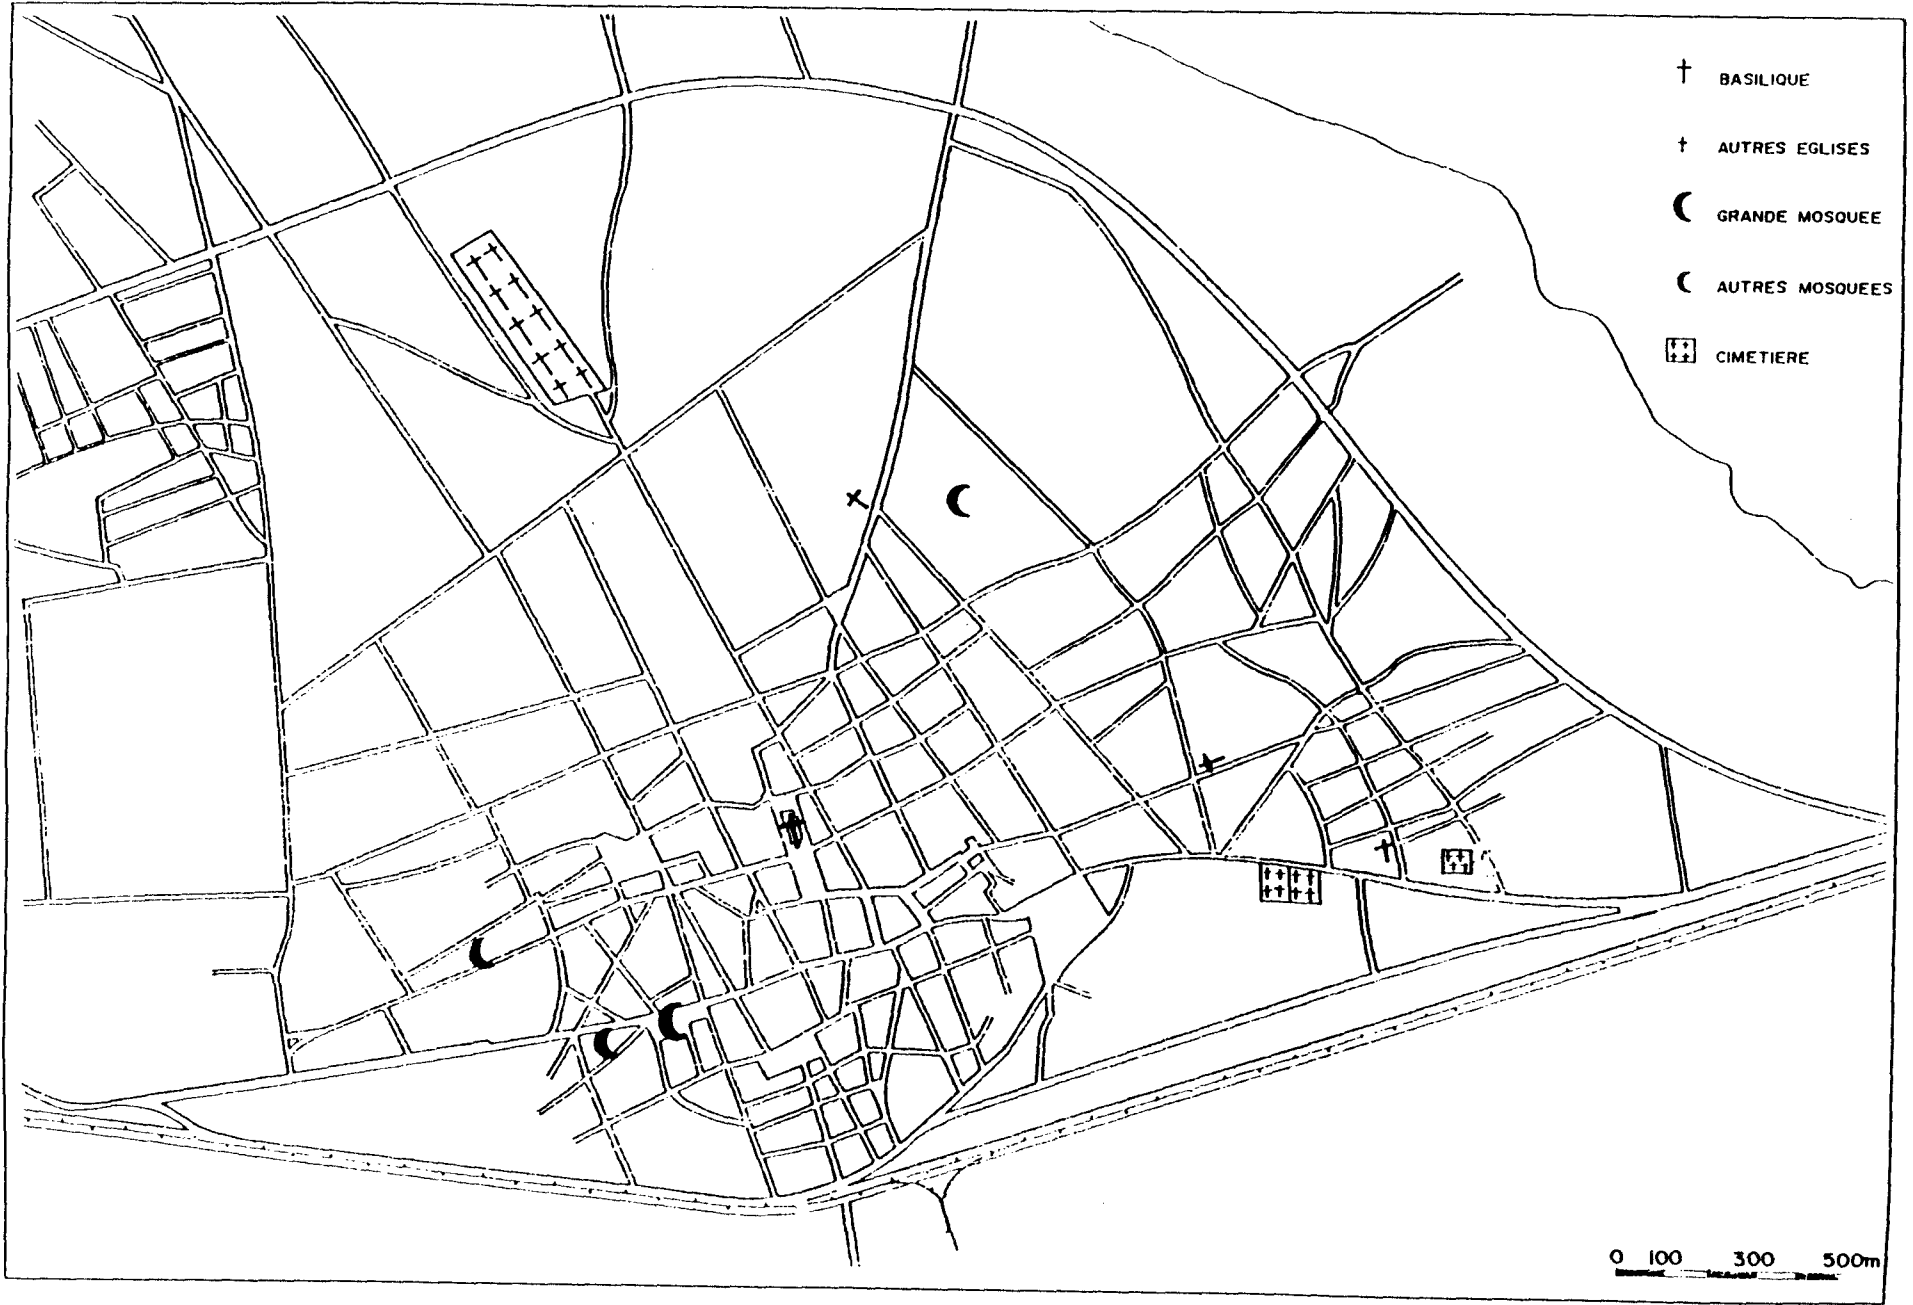 BASILIQUE
AUTRES EGLISES
GRANDE MOSQUEE
AUTRES MOSQUEES
CIMETIERE
0 100 300 500m